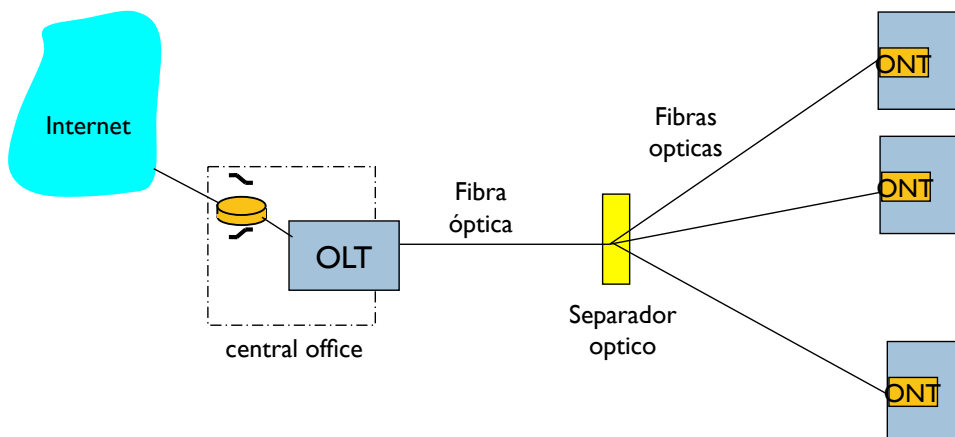 Internet
central office
OLT
Fibra
óptica
Separador
optico
Fibras
opticas
ONT
ONT
ONT